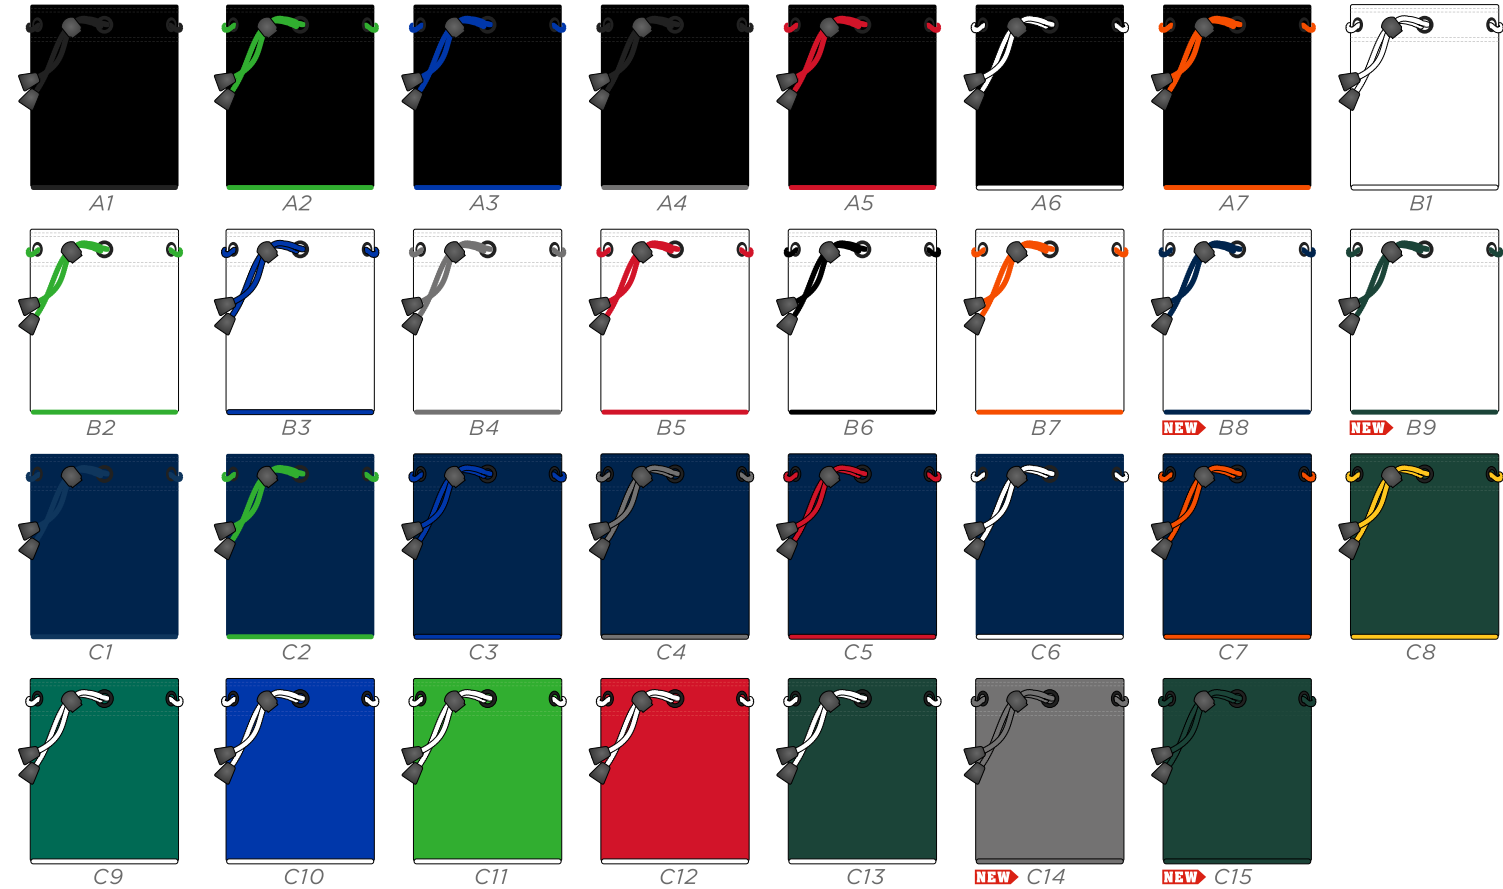 A1 A2 A3 A4 A5 A6 A7 B1
B2 B3 B4 B5 B6 B7 NEW B8 NEW B9
C1 C2 C3 C4 C5 C6 C7 C8
C9 C10 C11 C12 C13 NEW C14 NEW C15